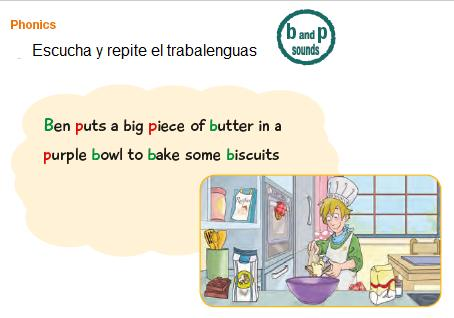 Phonics
b and p
sounds
Escucha y repite el trabalenguas
Ben puts a big piece of butter in a
purple bowl to bake some biscuits